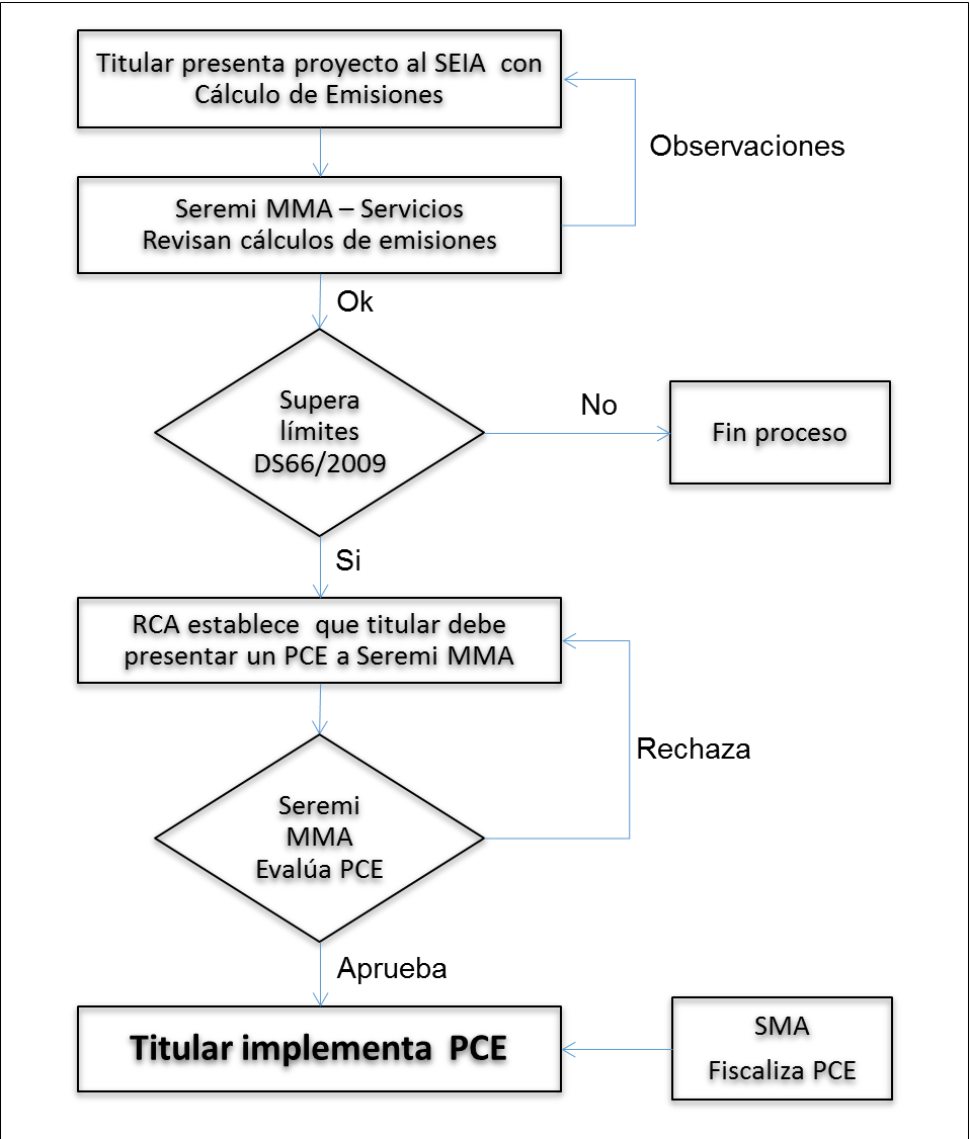 Titular presenta proyecto al SEIA con
Cálculo de Emisiones
Observaciones
Seremi MMA – Servicios
Revisan cálculos de emisiones
Ok
Supera
límites
DS66/2009
No
Fin proceso
Si
RCA establece que titular debe
presentar un PCE a Seremi MMA
Rechaza
Seremi
MMA
Evalúa PCE
Aprueba
Titular implementa PCE
SMA
Fiscaliza PCE